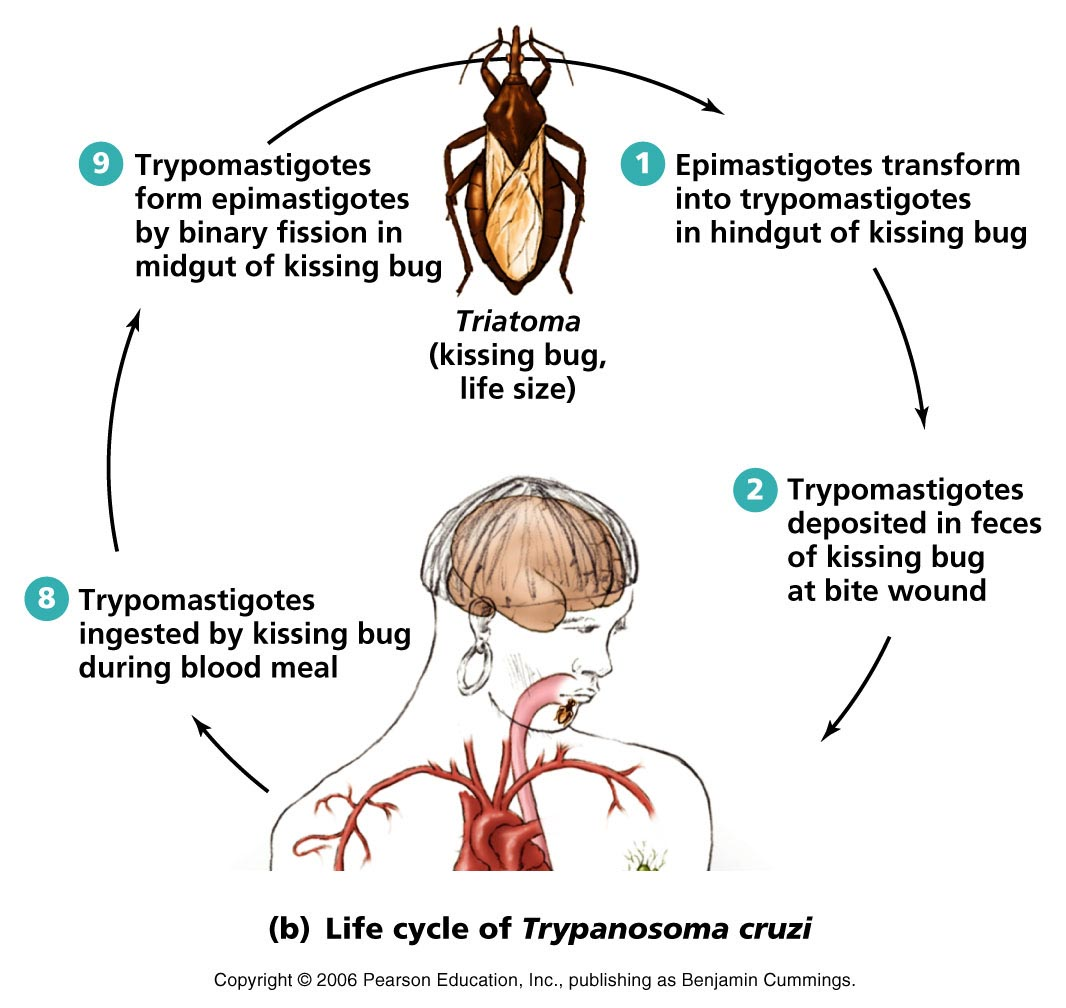 9 Trypomastigotes
form epimastigotes
by binary fission in
midgut of kissing bug
1 Epimastigotes transform
into trypomastigotes
in hindgut of kissing bug
Triatoma
(kissing bug,
life size)
2 Trypomastigotes
deposited in feces
of kissing bug
at bite wound
8 Trypomastigotes
ingested by kissing bug
during blood meal
(b) Life cycle of Trypanosoma cruzi
Copyright © 2006 Pearson Education, Inc., publishing as Benjamin Cummings.